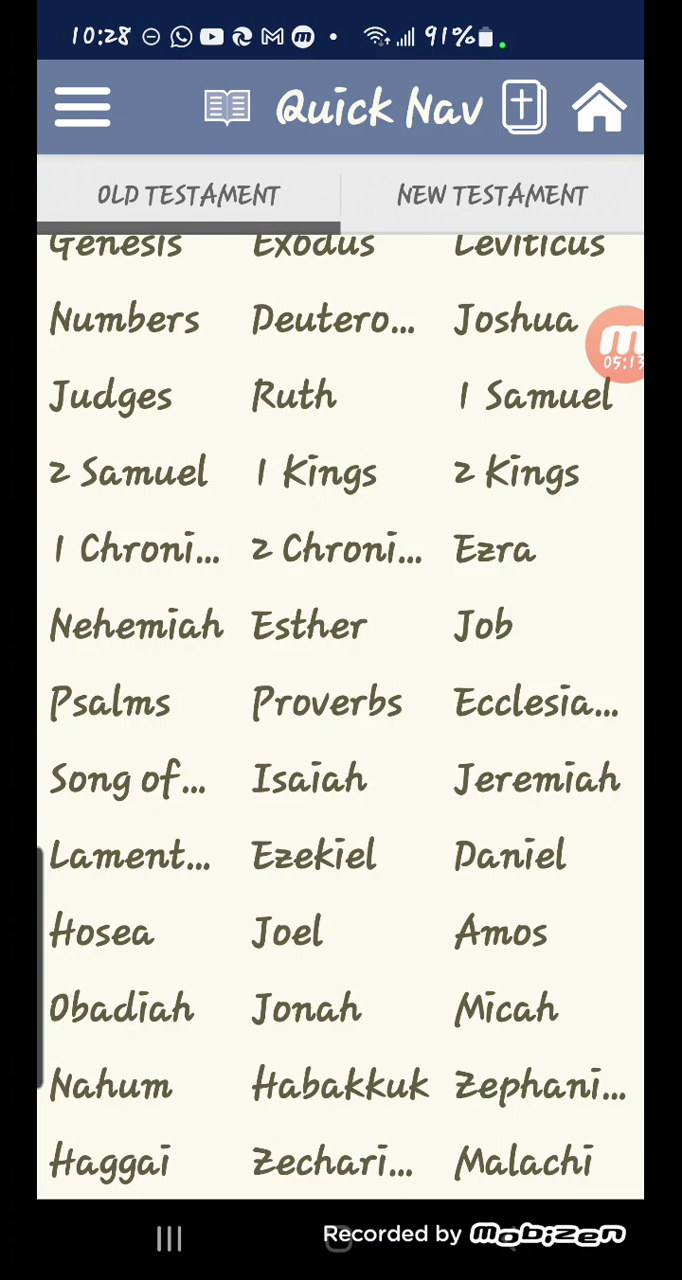 10:28 91%
Quick Nav
OLD TESTAMENT NEW TESTAMENT
Genesis Exodus Leviticus
Numbers Deutero... Joshua
05:13
Judges Ruth 1 Samuel
2 Samuel 1 Kings 2 Kings
1 Chroni... 2 Chroni... Ezra
Nehemiah Esther Job
Psalms Proverbs Ecclesia...
Song of... Isaiah Jeremiah
Lament... Ezekiel Daniel
Hosea Joel Amos
Obadiah Jonah Micah
Nahum Habakkuk Zephani...
Haggai Zechari... Malachi
Recorded by mobizen